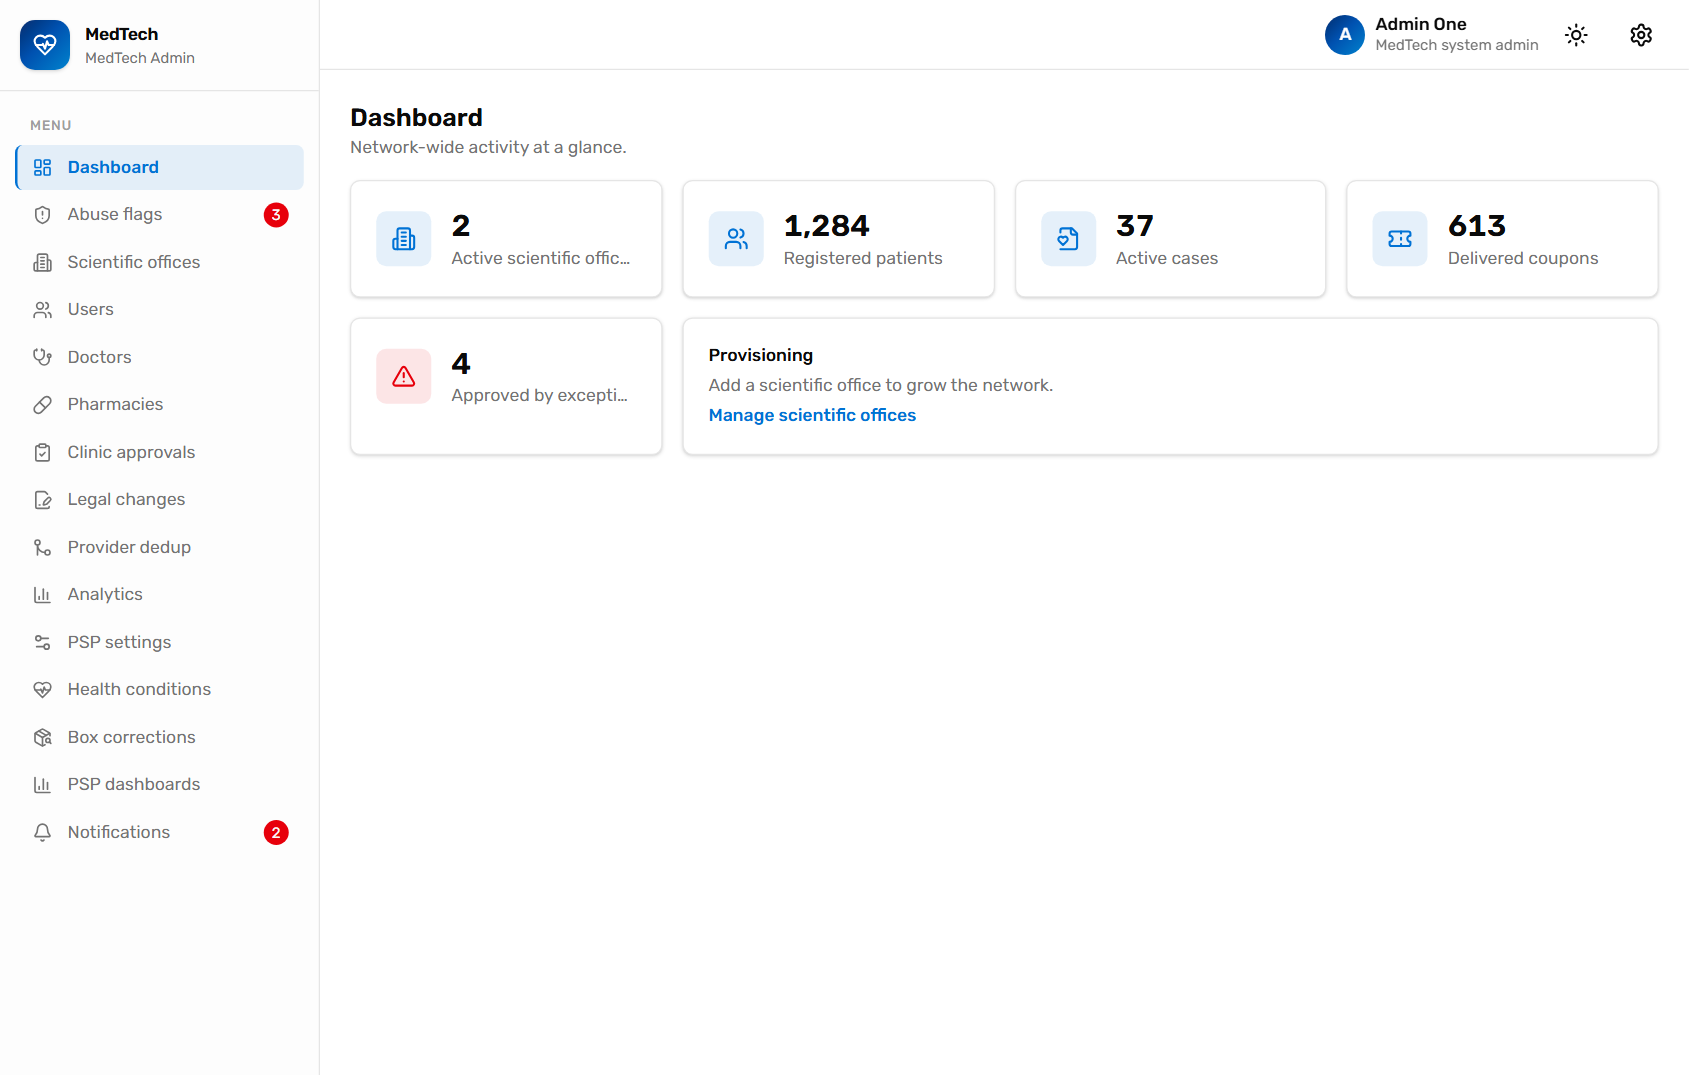 MedTech
MedTech Admin
A
Admin One
MedTech system admin
MENU
Dashboard
Abuse flags
3
Scientific offices
Users
Doctors
Pharmacies
Clinic approvals
Legal changes
Provider dedup
Analytics
PSP settings
Health conditions
Box corrections
PSP dashboards
Notifications
2
Dashboard
Network-wide activity at a glance.
2
Active scientific offic...
1,284
Registered patients
37
Active cases
613
Delivered coupons
4
Approved by excepti...
Provisioning
Add a scientific office to grow the network.
Manage scientific offices